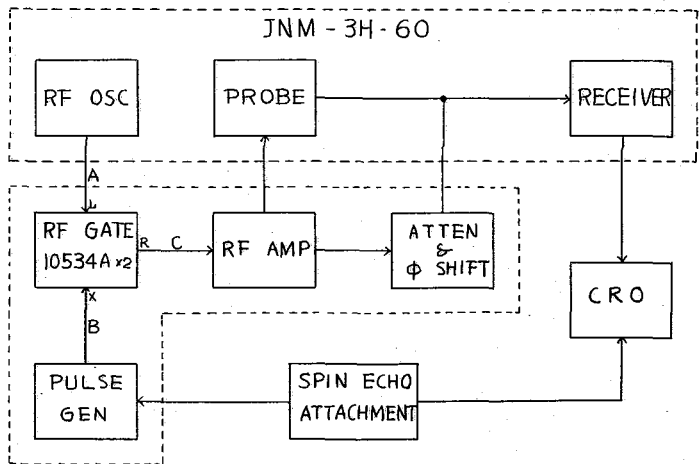 JNM-3H-60
RF OSC
PROBE
RECEIVER
A
L
RF GATE
10534A x2
R
C
RF AMP
ATTEN
&
Φ SHIFT
X
B
CRO
PULSE
GEN
SPIN ECHO
ATTACHMENT